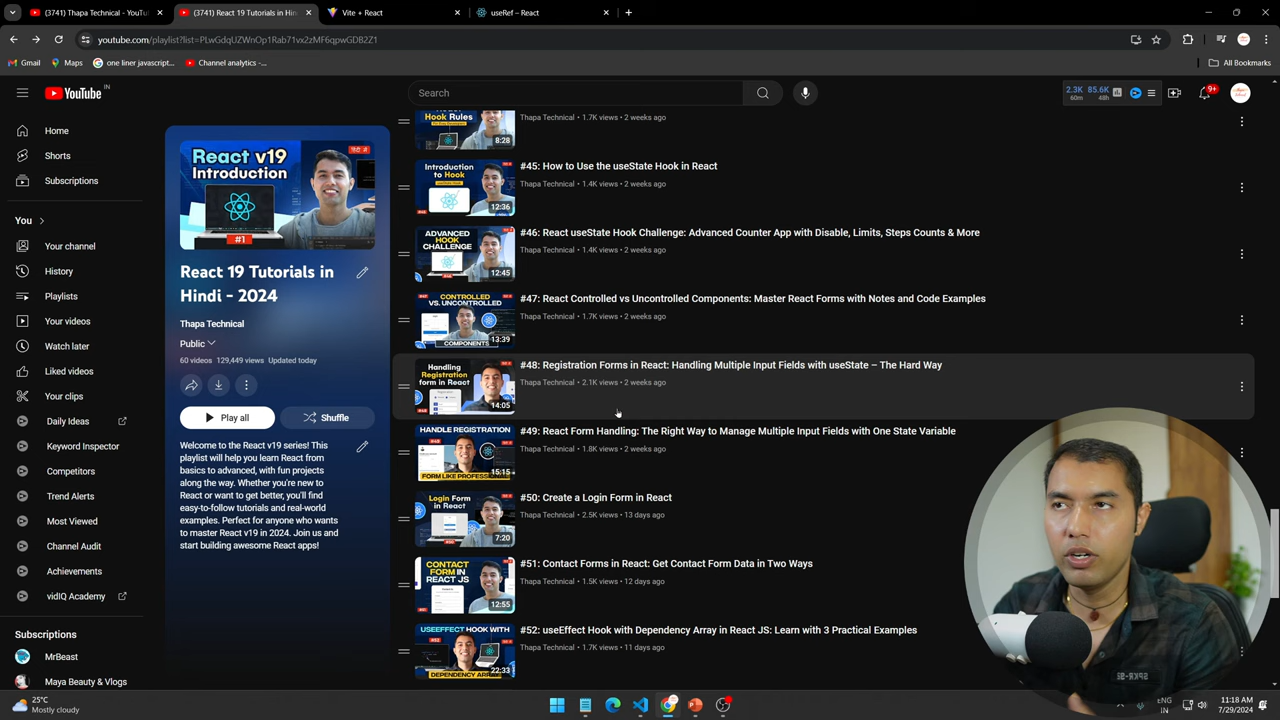 (3741) Thapa Technical - YouTu
(3741) React 19 Tutorials in Hin
Vite + React
useRef – React
youtube.com/playlist?list=PLwGdqUZWnOp1Rab71vx2zMF6qpwGDB2Z1
Gmail
Maps
one liner javascript...
Channel analytics -...
All Bookmarks
YouTube IN
Search
2.3K 60m
85.6K 48h
9+
Home
Shorts
Subscriptions
You
Your channel
History
Playlists
Your videos
Watch later
Liked videos
Your clips
Daily Ideas
Keyword Inspector
Competitors
Trend Alerts
Most Viewed
Channel Audit
Achievements
vidIQ Academy
Subscriptions
MrBeast
Maya Beauty & Vlogs
React v19
Introduction
#1
React 19 Tutorials in
Hindi - 2024
Thapa Technical
Public
60 videos 129,449 views Updated today
Play all
Shuffle
Welcome to the React v19 series! This
playlist will help you learn React from
basics to advanced, with fun projects
along the way. Whether you're new to
React or want to get better, you'll find
easy-to-follow tutorials and real-world
examples. Perfect for anyone who wants
to master React v19 in 2024. Join us and
start building awesome React apps!
Hook Rules
8:28
Thapa Technical • 1.7K views • 2 weeks ago
Introduction
to Hook
12:36
#45: How to Use the useState Hook in React
Thapa Technical • 1.4K views • 2 weeks ago
ADVANCED
HOOK
CHALLENGE
12:45
#46: React useState Hook Challenge: Advanced Counter App with Disable, Limits, Steps Counts & More
Thapa Technical • 1.4K views • 2 weeks ago
CONTROLLED
VS. UNCONTROLLED
COMPONENTS
13:39
#47: React Controlled vs Uncontrolled Components: Master React Forms with Notes and Code Examples
Thapa Technical • 1.7K views • 2 weeks ago
Handling
Registration
form in React
14:05
#48: Registration Forms in React: Handling Multiple Input Fields with useState – The Hard Way
Thapa Technical • 2.1K views • 2 weeks ago
HANDLE REGISTRATION
FORM LIKE PROFESS
15:15
#49: React Form Handling: The Right Way to Manage Multiple Input Fields with One State Variable
Thapa Technical • 1.8K views • 2 weeks ago
Login Form
in React
7:20
#50: Create a Login Form in React
Thapa Technical • 2.5K views • 13 days ago
CONTACT
FORM IN
REACT JS
12:55
#51: Contact Forms in React: Get Contact Form Data in Two Ways
Thapa Technical • 1.5K views • 12 days ago
USEEFFECT HOOK WITH
DEPENDENCY ARR
22:33
#52: useEffect Hook with Dependency Array in React JS: Learn with 3 Practical Examples
Thapa Technical • 1.7K views • 11 days ago
25°C
Mostly cloudy
ENG
IN
11:18 AM
7/29/2024